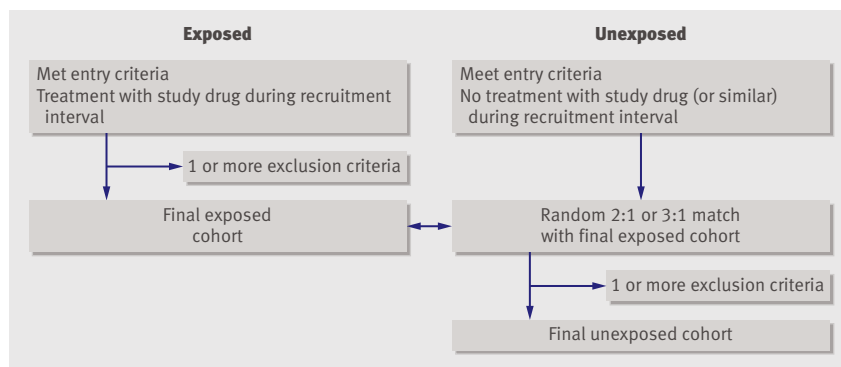 Exposed
Met entry criteria
Treatment with study drug during recruitment
interval
1 or more exclusion criteria
Final exposed
cohort
Unexposed
Meet entry criteria
No treatment with study drug (or similar)
during recruitment interval
Random 2:1 or 3:1 match
with final exposed cohort
1 or more exclusion criteria
Final unexposed cohort